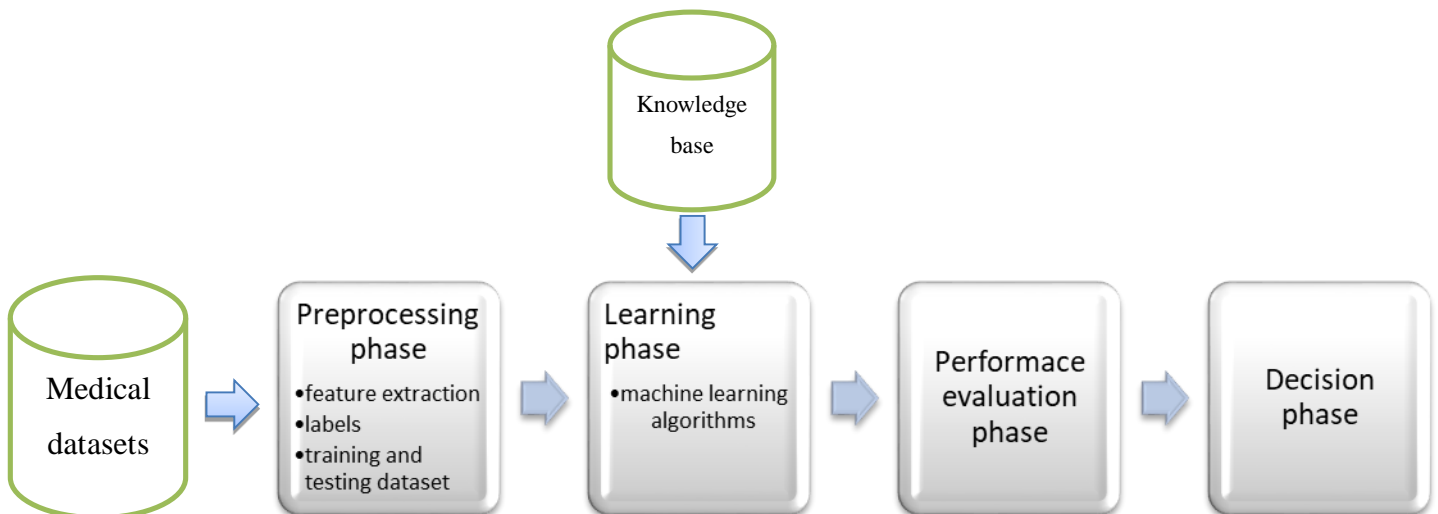 Knowledge
base
Medical
datasets
Preprocessing
phase
•feature extraction
•labels
•training and
testing dataset
Learning
phase
•machine learning
algorithms
Performace
evaluation
phase
Decision
phase